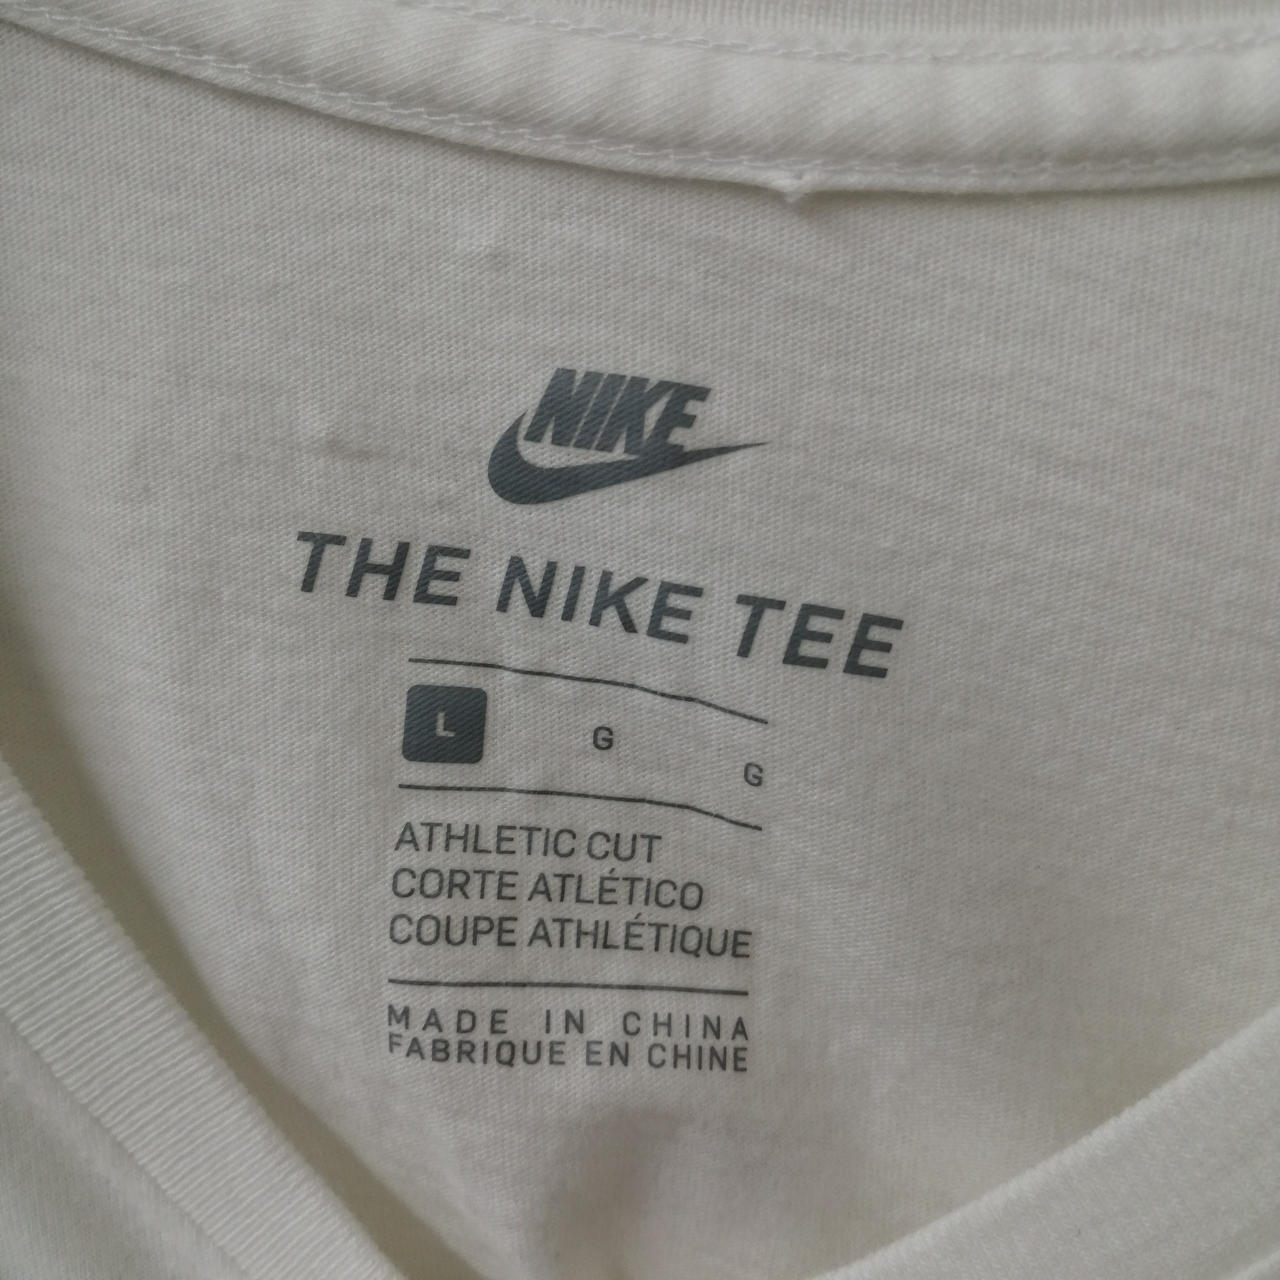 NIKE
THE NIKE TEE
L G G
ATHLETIC CUT
CORTE ATLÉTICO
COUPE ATHLÉTIQUE
MADE IN CHINA
FABRIQUE EN CHINE